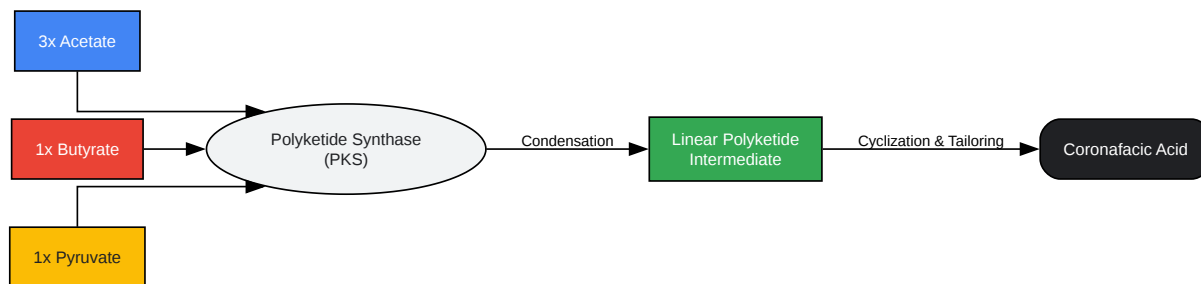 3x Acetate
1x Butyrate
1x Pyruvate
Polyketide Synthase
(PKS)
Condensation
Linear Polyketide
Intermediate
Cyclization & Tailoring
Coronafacic Acid